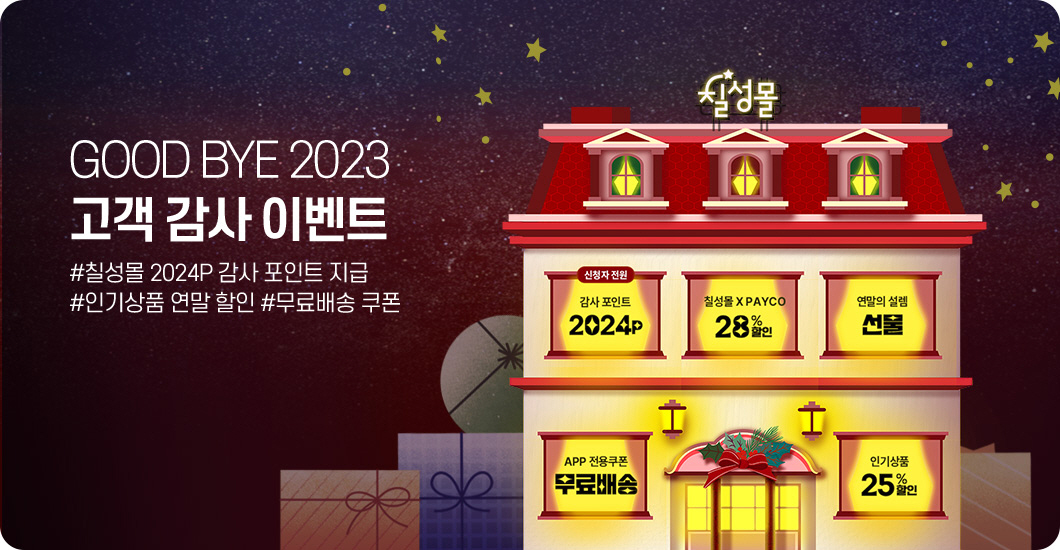 GOOD BYE 2023
고객 감사 이벤트
#칠성몰 2024P 감사 포인트 지급
#인기상품 연말 할인 #무료배송 쿠폰
칠성몰
신청자 전원
감사 포인트
2024P
칠성몰 X PAYCO
28% 할인
연말의 설렘
선물
APP 전용쿠폰
무료배송
인기상품
25% 할인